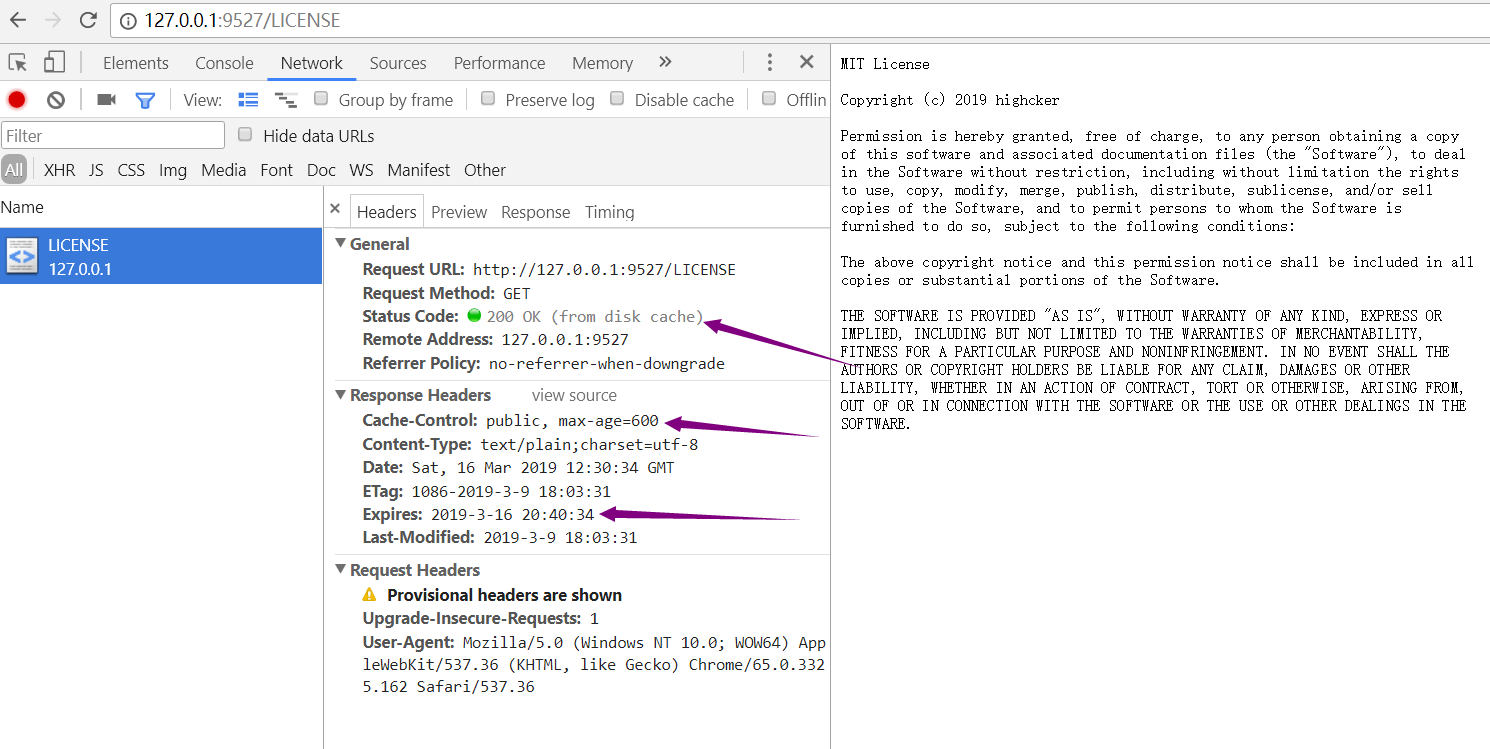 127.0.0.1:9527/LICENSE
Elements Console Network Sources Performance Memory »
View: Group by frame Preserve log Disable cache Offlin
Filter Hide data URLs
All XHR JS CSS Img Media Font Doc WS Manifest Other
Name
LICENSE
127.0.0.1
× Headers Preview Response Timing
General
Request URL: http://127.0.0.1:9527/LICENSE
Request Method: GET
Status Code: 200 OK (from disk cache)
Remote Address: 127.0.0.1:9527
Referrer Policy: no-referrer-when-downgrade
Response Headers view source
Cache-Control: public, max-age=600
Content-Type: text/plain;charset=utf-8
Date: Sat, 16 Mar 2019 12:30:34 GMT
ETag: 1086-2019-3-9 18:03:31
Expires: 2019-3-16 20:40:34
Last-Modified: 2019-3-9 18:03:31
Request Headers
Provisional headers are shown
Upgrade-Insecure-Requests: 1
User-Agent: Mozilla/5.0 (Windows NT 10.0; WOW64) App
leWebKit/537.36 (KHTML, like Gecko) Chrome/65.0.332
5.162 Safari/537.36
MIT License
Copyright (c) 2019 highcker
Permission is hereby granted, free of charge, to any person obtaining a copy
of this software and associated documentation files (the "Software"), to deal
in the Software without restriction, including without limitation the rights
to use, copy, modify, merge, publish, distribute, sublicense, and/or sell
copies of the Software, and to permit persons to whom the Software is
furnished to do so, subject to the following conditions:
The above copyright notice and this permission notice shall be included in all
copies or substantial portions of the Software.
THE SOFTWARE IS PROVIDED "AS IS", WITHOUT WARRANTY OF ANY KIND, EXPRESS OR
IMPLIED, INCLUDING BUT NOT LIMITED TO THE WARRANTIES OF MERCHANTABILITY,
FITNESS FOR A PARTICULAR PURPOSE AND NONINFRINGEMENT. IN NO EVENT SHALL THE
AUTHORS OR COPYRIGHT HOLDERS BE LIABLE FOR ANY CLAIM, DAMAGES OR OTHER
LIABILITY, WHETHER IN AN ACTION OF CONTRACT, TORT OR OTHERWISE, ARISING FROM,
OUT OF OR IN CONNECTION WITH THE SOFTWARE OR THE USE OR OTHER DEALINGS IN THE
SOFTWARE.